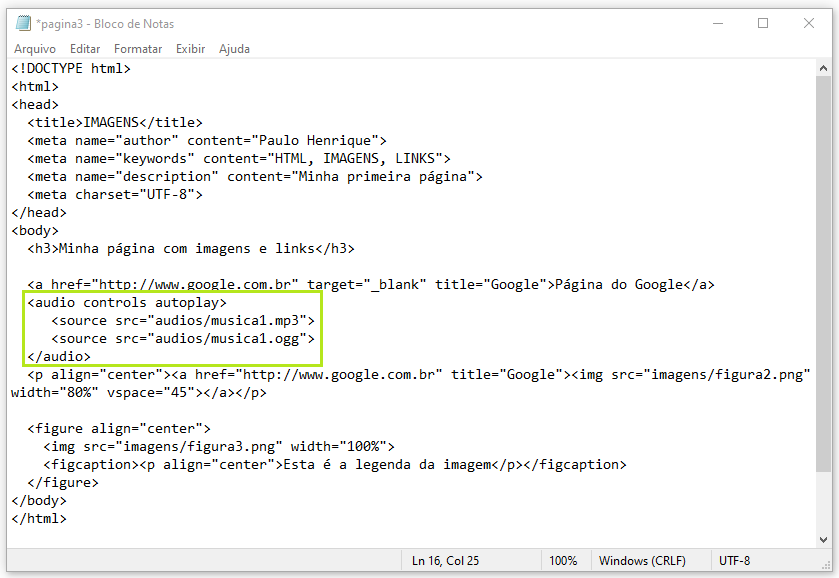 *pagina3 - Bloco de Notas
Arquivo Editar Formatar Exibir Ajuda
<!DOCTYPE html>
<html>
<head>
  <title>IMAGENS</title>
  <meta name="author" content="Paulo Henrique">
  <meta name="keywords" content="HTML, IMAGENS, LINKS">
  <meta name="description" content="Minha primeira página">
  <meta charset="UTF-8">
</head>
<body>
  <h3>Minha página com imagens e links</h3>

  <a href="http://www.google.com.br" target="_blank" title="Google">Página do Google</a>
  <audio controls autoplay>
     <source src="audios/musica1.mp3">
     <source src="audios/musica1.ogg">
  </audio>
  <p align="center"><a href="http://www.google.com.br" title="Google"><img src="imagens/figura2.png"
width="80%" vspace="45"></a></p>

  <figure align="center">
    <img src="imagens/figura3.png" width="100%">
    <figcaption><p align="center">Esta é a legenda da imagem</p></figcaption>
  </figure>
</body>
</html>
Ln 16, Col 25 100% Windows (CRLF) UTF-8